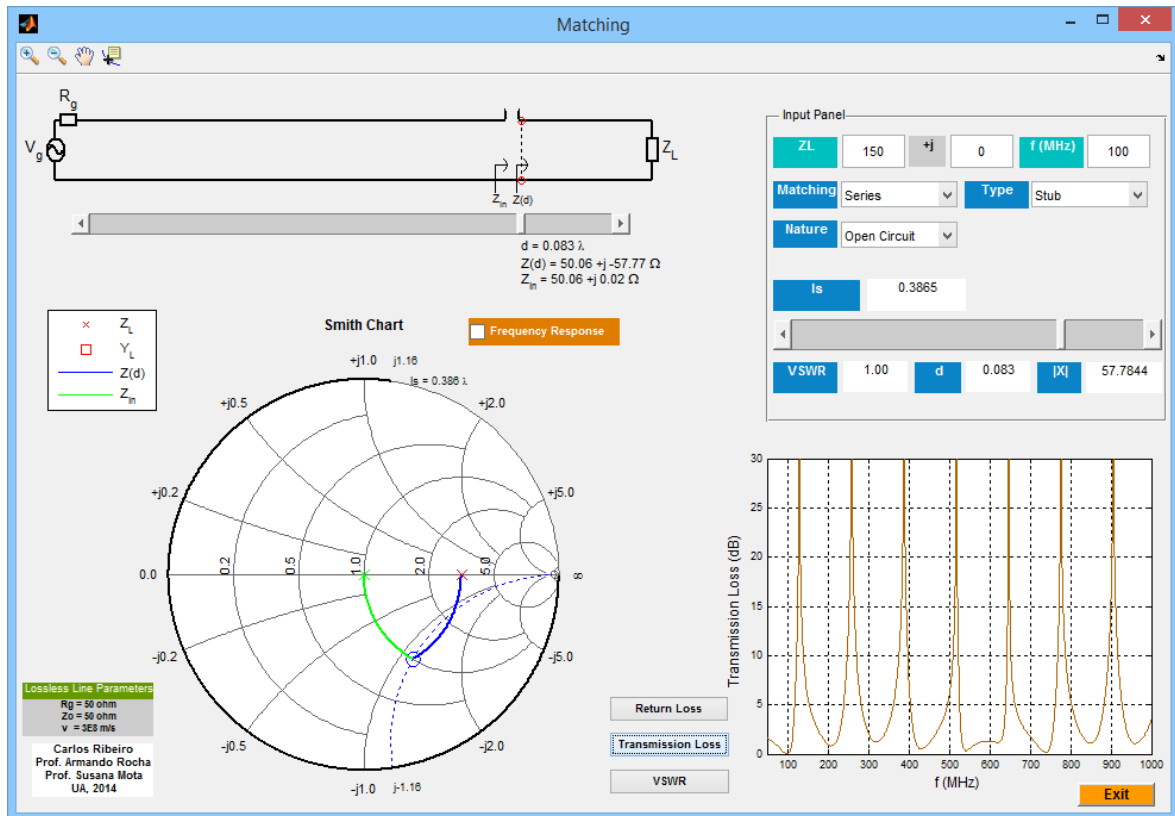 Matching
Rg
Vg
ZL
Zin Z(d)
d = 0.083 λ
Z(d) = 50.06 +j -57.77 Ω
Zin = 50.06 +j 0.02 Ω
Input Panel
ZL 150 +j 0 f (MHz) 100
Matching Series Type Stub
Nature Open Circuit
ls 0.3865
VSWR 1.00 d 0.083 |X| 57.7844
ZL
YL
Z(d)
Zin
Smith Chart
Frequency Response
+j1.0 j1.16
ls = 0.386 λ
+j0.5 +j2.0
+j0.2 +j5.0
0.0 0.2 0.5 1.0 2.0 5.0 ∞
-j0.2 -j5.0
-j0.5 -j2.0
-j1.0 j-1.16
Lossless Line Parameters
Rg = 50 ohm
Zo = 50 ohm
v = 3E8 m/s
Carlos Ribeiro
Prof. Armando Rocha
Prof. Susana Mota
UA, 2014
Return Loss
Transmission Loss
VSWR
Transmission Loss (dB)
30
25
20
15
10
5
0
100 200 300 400 500 600 700 800 900 1000
f (MHz)
Exit